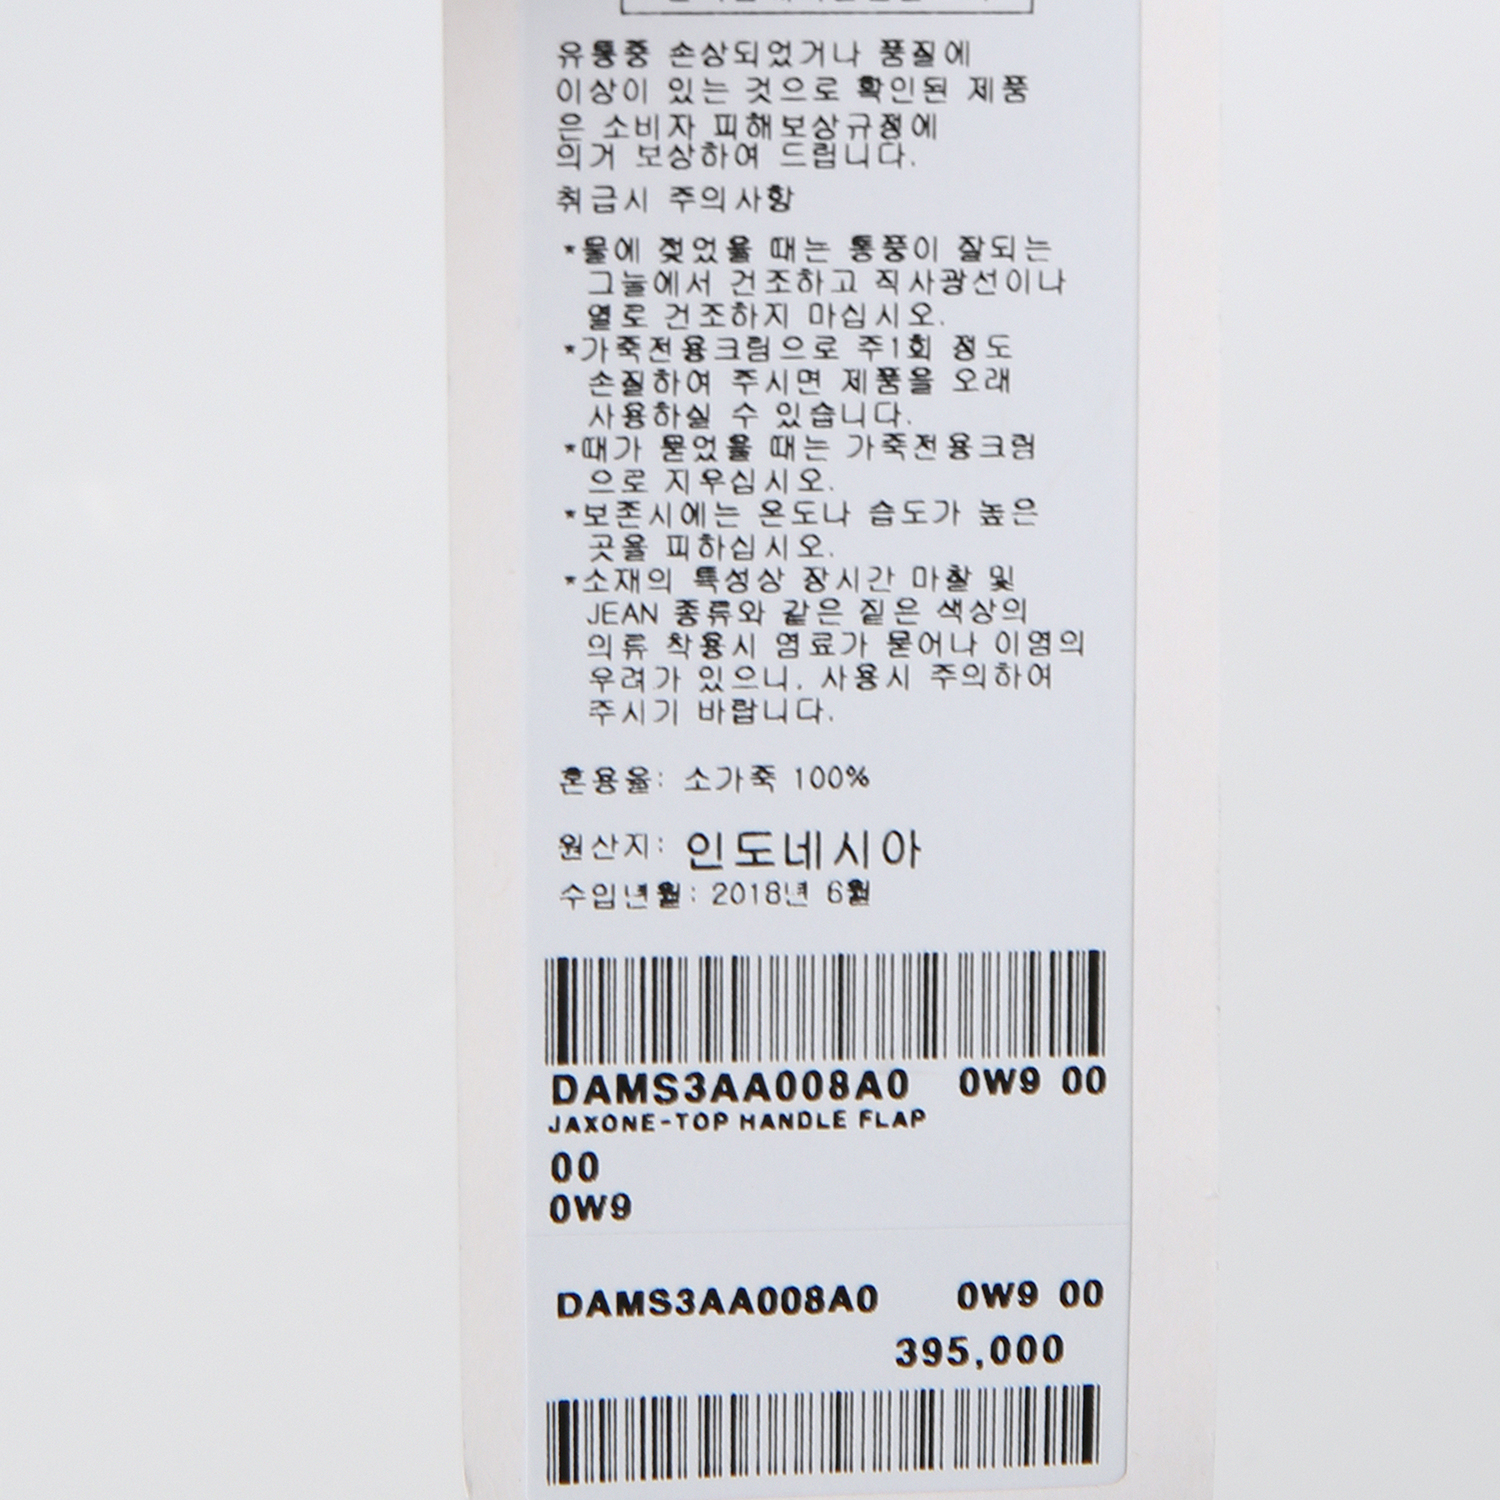 유통중 손상되었거나 품질에
이상이 있는 것으로 확인된 제품
은 소비자 피해보상규정에
의거 보상하여 드립니다.
취급시 주의사항
*물에 젖었을 때는 통풍이 잘되는
그늘에서 건조하고 직사광선이나
열로 건조하지 마십시오.
*가죽전용크림으로 주1회 정도
손질하여 주시면 제품을 오래
사용하실 수 있습니다.
*때가 묻었을 때는 가죽전용크림
으로 지우십시오.
*보존시에는 온도나 습도가 높은
곳을 피하십시오.
*소재의 특성상 장시간 마찰 및
JEAN 종류와 같은 짙은 색상의
의류 착용시 염료가 묻어나 이염의
우려가 있으니, 사용시 주의하여
주시기 바랍니다.
혼용율: 소가죽 100%
원산지: 인도네시아
수입년월: 2018년 6월
DAMS3AA008A0 0W9 00
JAXONE-TOP HANDLE FLAP
00
0W9
DAMS3AA008A0 0W9 00
395,000